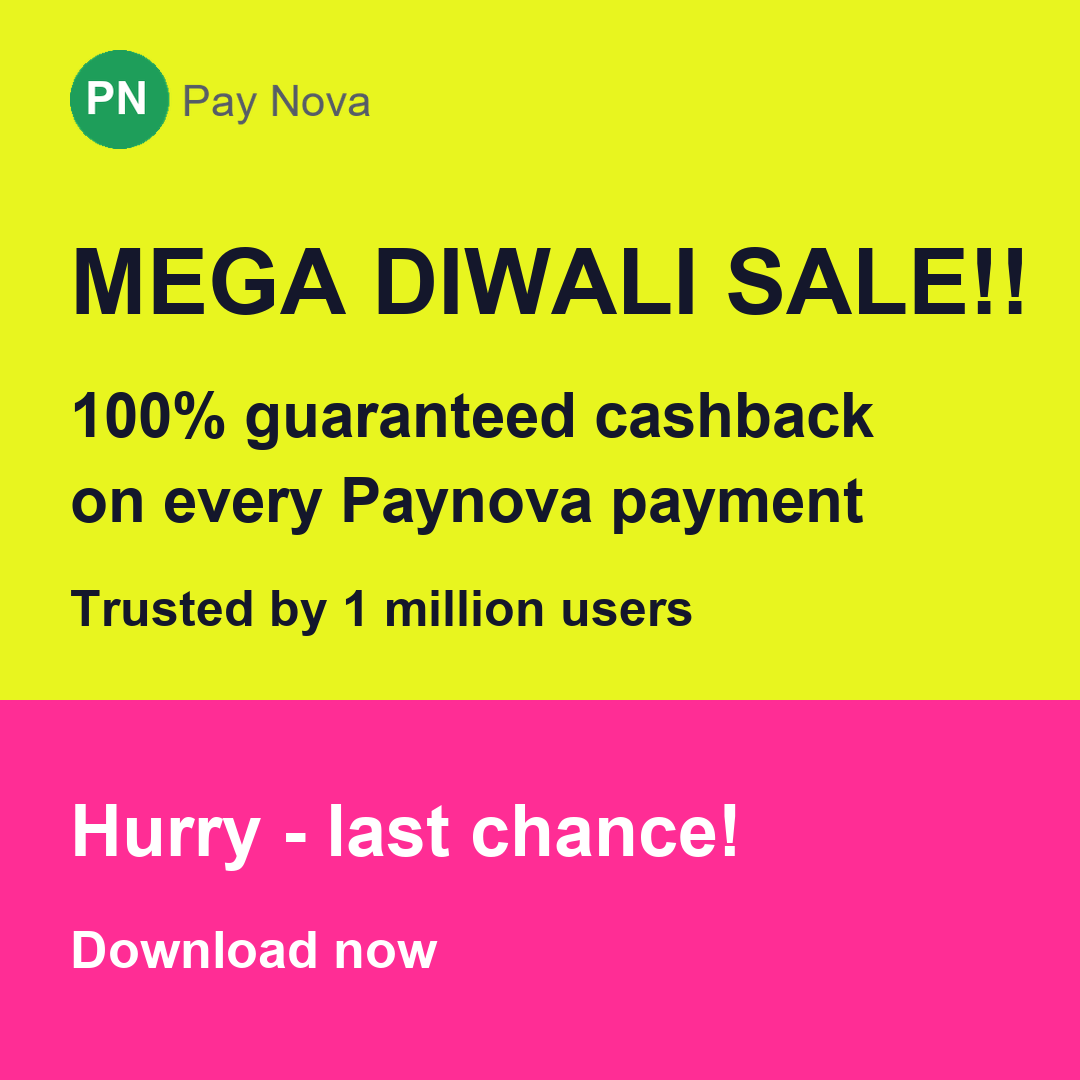 PN Pay Nova
MEGA DIWALI SALE!!
100% guaranteed cashback
on every Paynova payment
Trusted by 1 million users
Hurry - last chance!
Download now